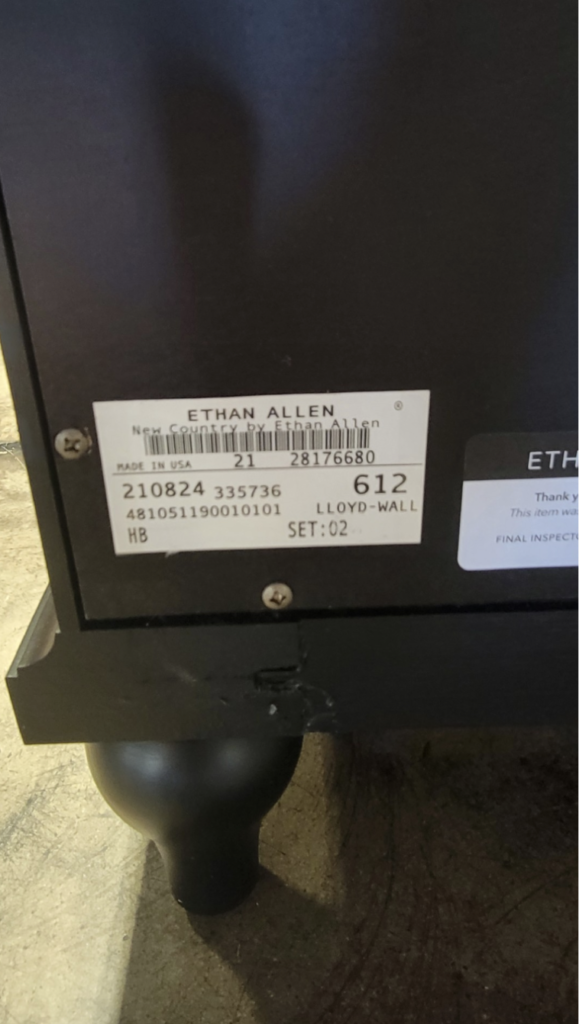 ETHAN ALLEN ®
New Country by Ethan Allen
MADE IN USA 21 28176680
210824 335736 612
481051190010101 LLOYD-WALL
HB SET:02
ETH
Thank y
This item wa
FINAL INSPECT